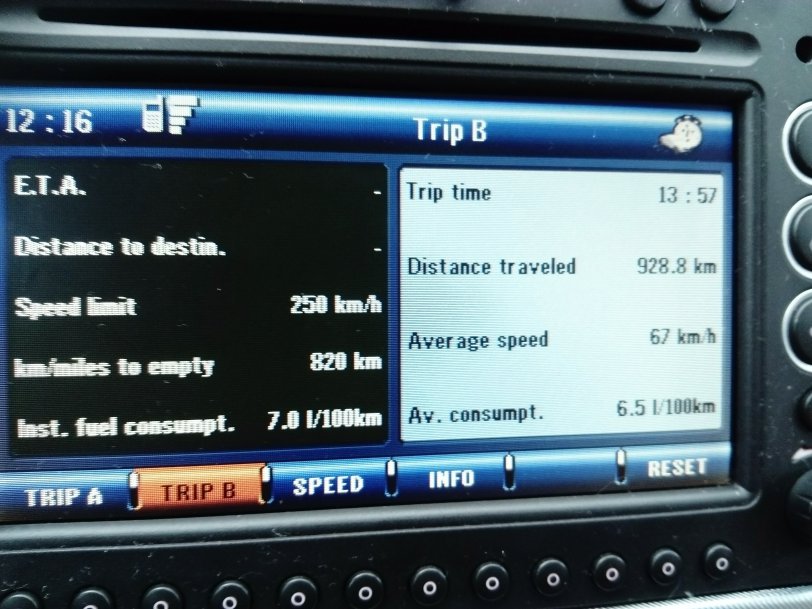 12 : 16 Trip B
E.T.A. -
Distance to destin. -
Speed limit 250 km/h
km/miles to empty 820 km
Inst. fuel consumpt. 7.0 l/100km
Trip time 13 : 57
Distance traveled 928.8 km
Average speed 67 km/h
Av. consumpt. 6.5 l/100km
TRIP A TRIP B SPEED INFO RESET